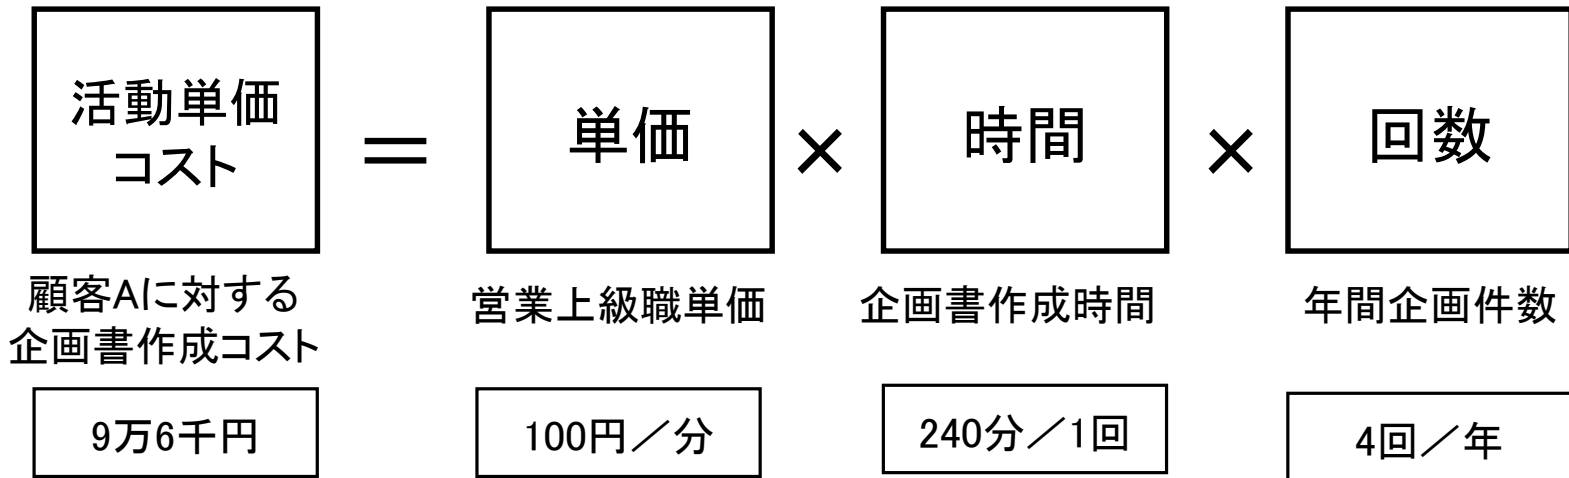 活動単価
コスト
＝
単価
×
時間
×
回数
顧客Aに対する
企画書作成コスト
営業上級職単価
企画書作成時間
年間企画件数
9万6千円
100円／分
240分／1回
4回／年